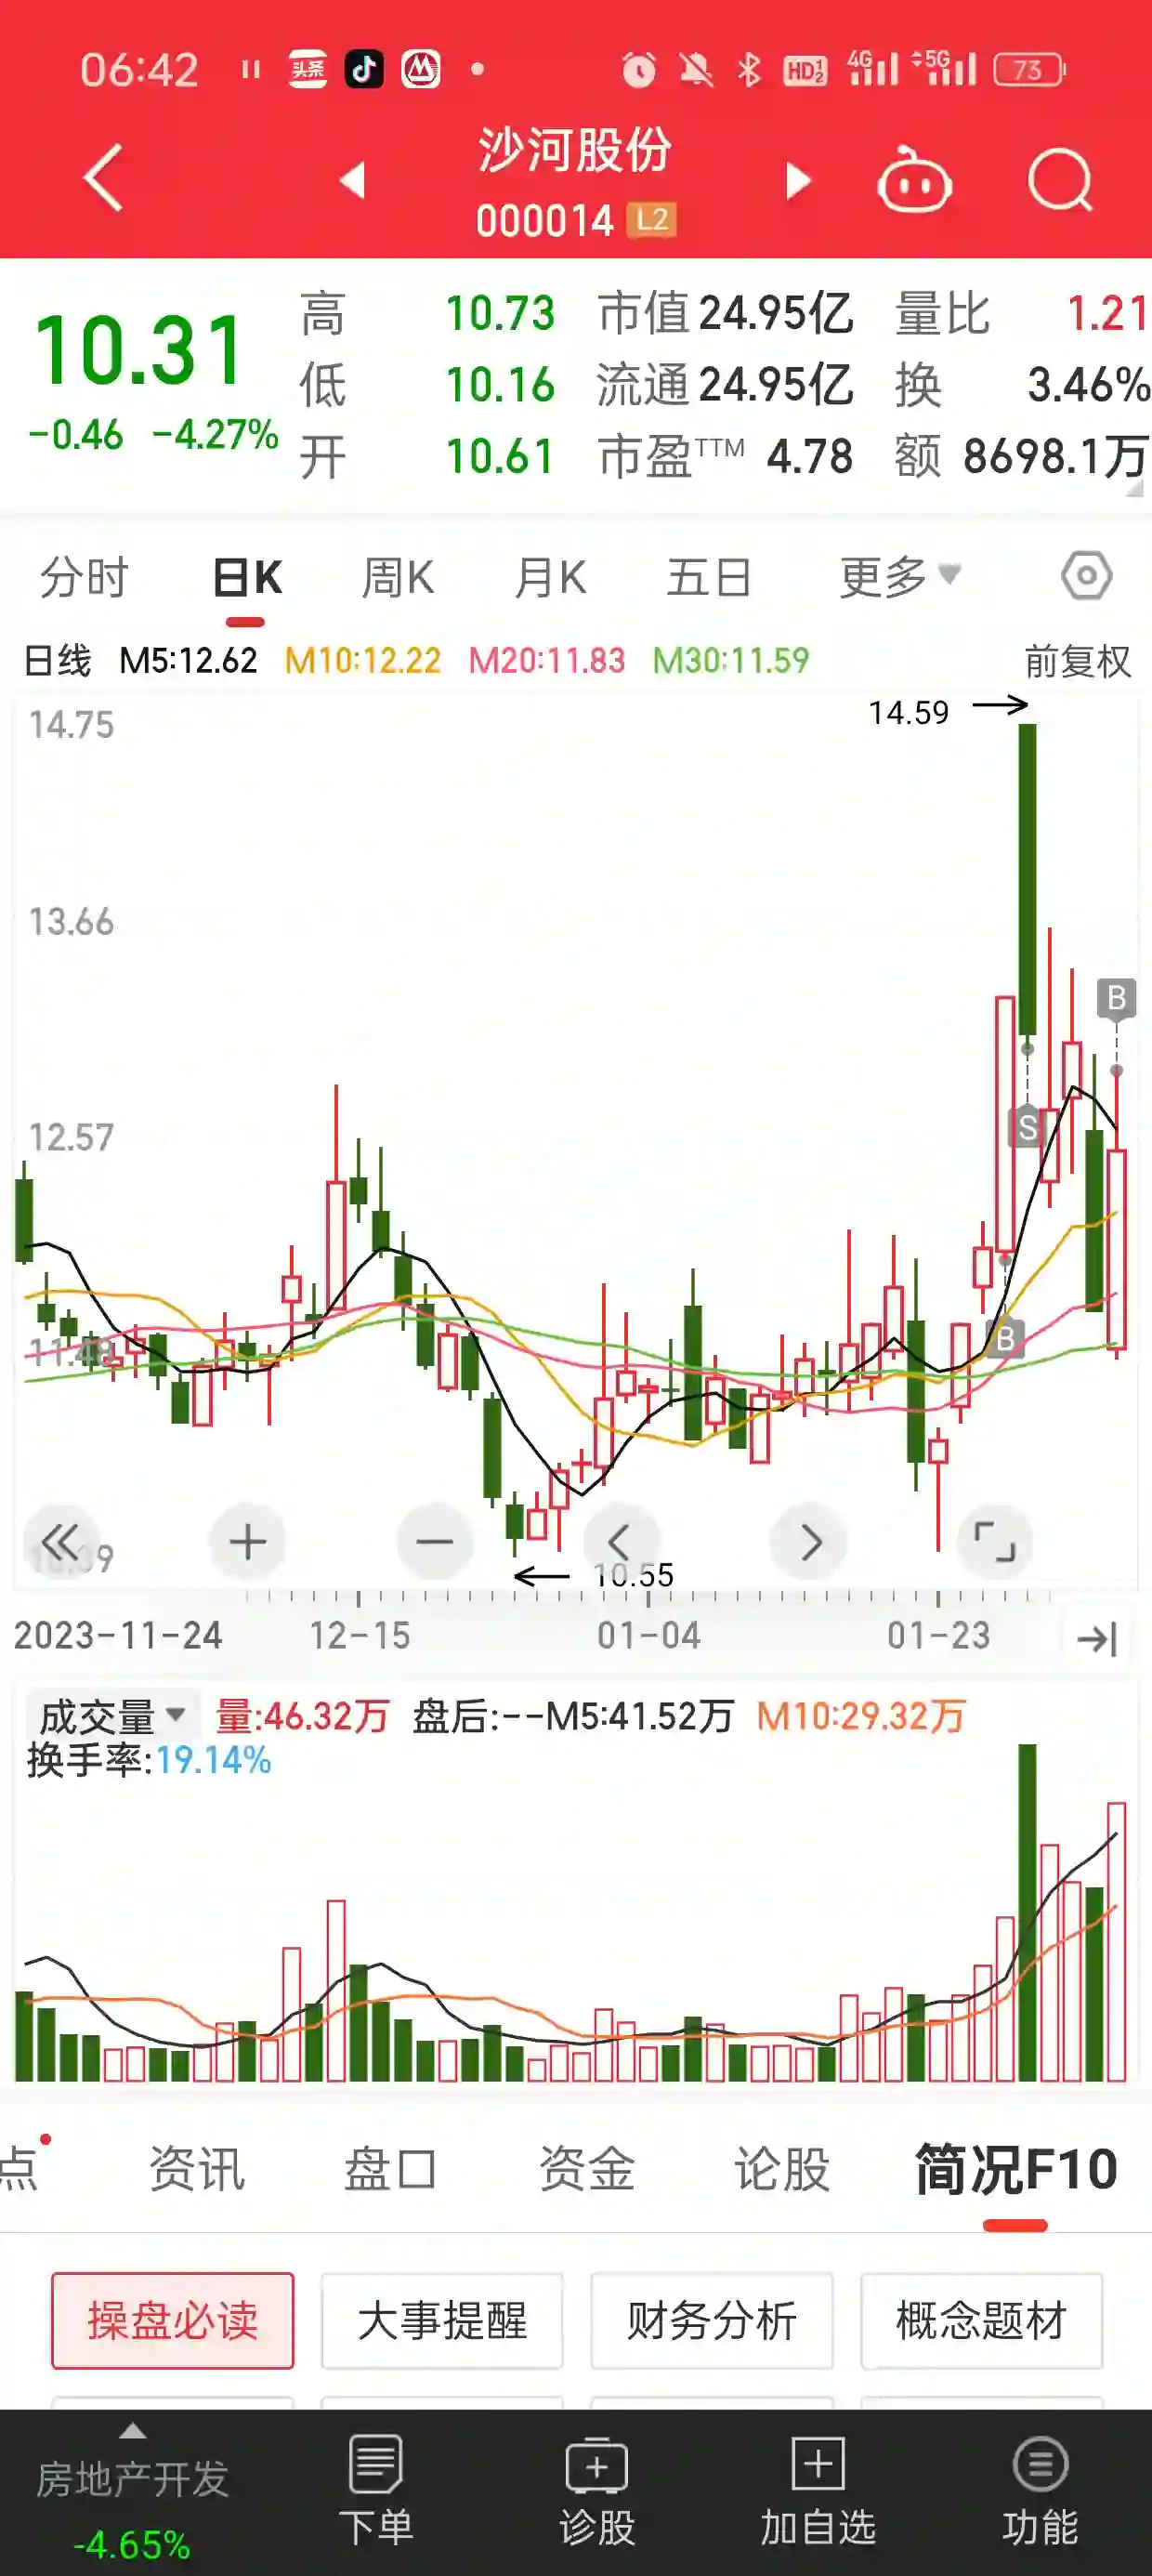 06:42 头条 HD1 2 4G 5G 73
沙河股份
000014 L2
10.31
-0.46 -4.27%
高 10.73 市值 24.95亿 量比 1.21
低 10.16 流通 24.95亿 换 3.46%
开 10.61 市盈TTM 4.78 额 8698.1万
分时 日K 周K 月K 五日 更多
日线 M5:12.62 M10:12.22 M20:11.83 M30:11.59 前复权
14.59
14.75
13.66
B
S
12.57
B
11.48
10.39
10.55
2023-11-24 12-15 01-04 01-23
成交量 量:46.32万 盘后:--M5:41.52万 M10:29.32万
换手率:19.14%
点 资讯 盘口 资金 论股 简况F10
操盘必读 大事提醒 财务分析 概念题材
房地产开发
-4.65%
下单 诊股 加自选 功能